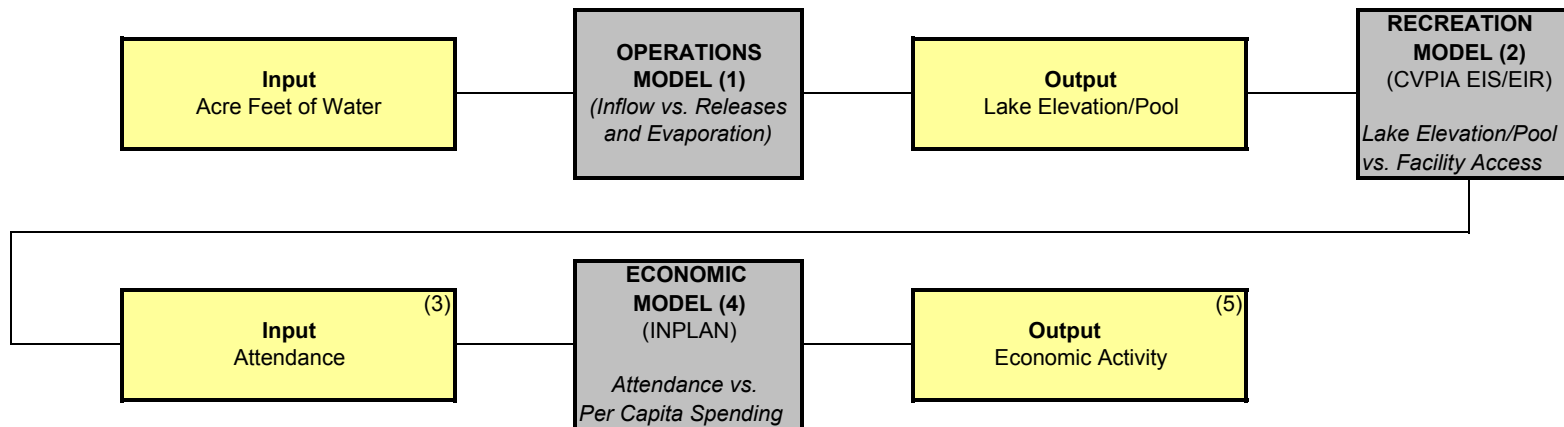 Input
Acre Feet of Water
OPERATIONS
MODEL (1)
(Inflow vs. Releases
and Evaporation)
Output
Lake Elevation/Pool
RECREATION
MODEL (2)
(CVPIA EIS/EIR)
Lake Elevation/Pool
vs. Facility Access
(3)
Input
Attendance
ECONOMIC
MODEL (4)
(INPLAN)
Attendance vs.
Per Capita Spending
(5)
Output
Economic Activity